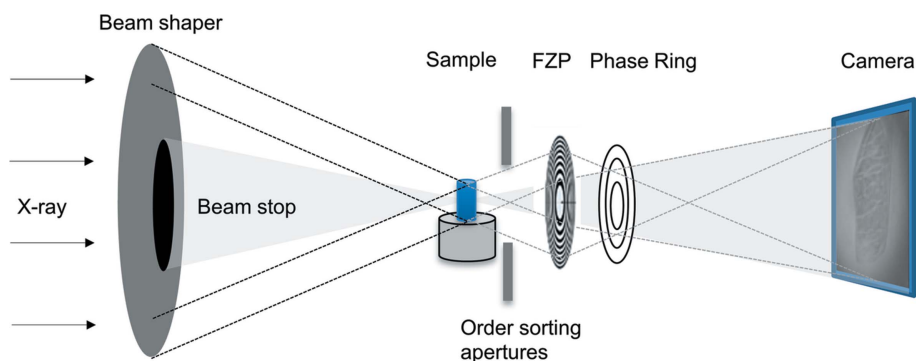 Beam shaper
Sample
FZP
Phase Ring
Camera
X-ray
Beam stop
Order sorting
apertures